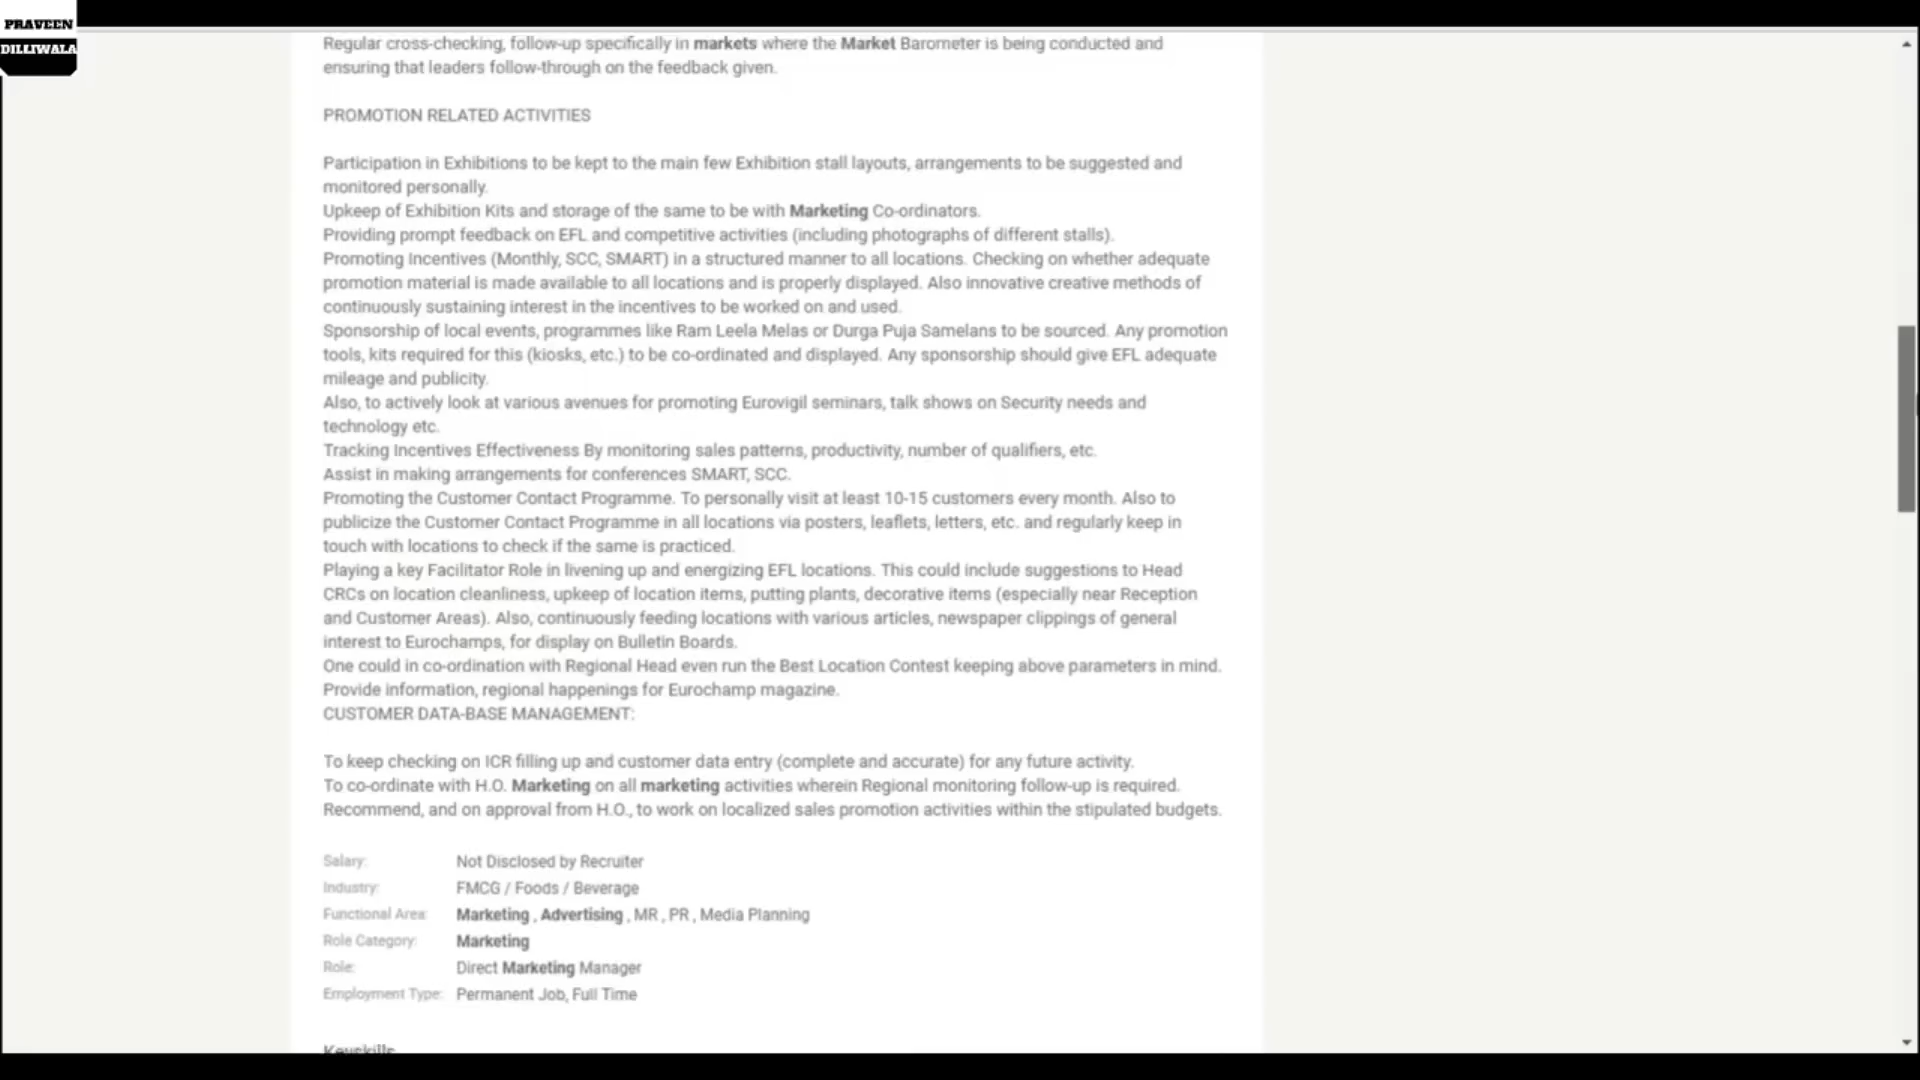 PRAVEEN
DILLIWALA
Regular cross-checking, follow-up specifically in markets where the Market Barometer is being conducted and
ensuring that leaders follow-through on the feedback given.
PROMOTION RELATED ACTIVITIES
Participation in Exhibitions to be kept to the main few Exhibition stall layouts, arrangements to be suggested and
monitored personally.
Upkeep of Exhibition Kits and storage of the same to be with Marketing Co-ordinators.
Providing prompt feedback on EFL and competitive activities (including photographs of different stalls).
Promoting Incentives (Monthly, SCC, SMART) in a structured manner to all locations. Checking on whether adequate
promotion material is made available to all locations and is properly displayed. Also innovative creative methods of
continuously sustaining interest in the incentives to be worked on and used.
Sponsorship of local events, programmes like Ram Leela Melas or Durga Puja Samelans to be sourced. Any promotion
tools, kits required for this (kiosks, etc.) to be co-ordinated and displayed. Any sponsorship should give EFL adequate
mileage and publicity.
Also, to actively look at various avenues for promoting Eurovigil seminars, talk shows on Security needs and
technology etc.
Tracking Incentives Effectiveness By monitoring sales patterns, productivity, number of qualifiers, etc.
Assist in making arrangements for conferences SMART, SCC.
Promoting the Customer Contact Programme. To personally visit at least 10-15 customers every month. Also to
publicize the Customer Contact Programme in all locations via posters, leaflets, letters, etc. and regularly keep in
touch with locations to check if the same is practiced.
Playing a key Facilitator Role in livening up and energizing EFL locations. This could include suggestions to Head
CRCs on location cleanliness, upkeep of location items, putting plants, decorative items (especially near Reception
and Customer Areas). Also, continuously feeding locations with various articles, newspaper clippings of general
interest to Eurochamps, for display on Bulletin Boards.
One could in co-ordination with Regional Head even run the Best Location Contest keeping above parameters in mind.
Provide information, regional happenings for Eurochamp magazine.
CUSTOMER DATA-BASE MANAGEMENT:
To keep checking on ICR filling up and customer data entry (complete and accurate) for any future activity.
To co-ordinate with H.O. Marketing on all marketing activities wherein Regional monitoring follow-up is required.
Recommend, and on approval from H.O., to work on localized sales promotion activities within the stipulated budgets.
Salary: Not Disclosed by Recruiter
Industry: FMCG / Foods / Beverage
Functional Area: Marketing , Advertising , MR , PR , Media Planning
Role Category: Marketing
Role: Direct Marketing Manager
Employment Type: Permanent Job, Full Time
Keyskills